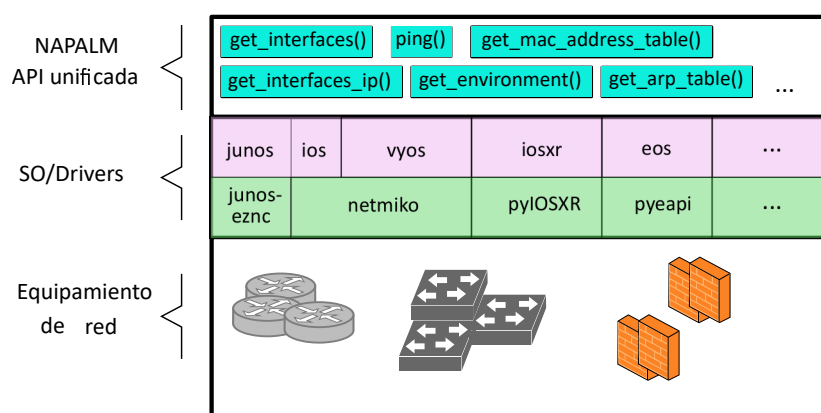 NAPALM
API unificada
get_interfaces() ping() get_mac_address_table()
get_interfaces_ip() get_environment() get_arp_table() ...
SO/Drivers
junos ios vyos iosxr eos ...
junos-
eznc
netmiko pyIOSXR pyeapi ...
Equipamiento
de red